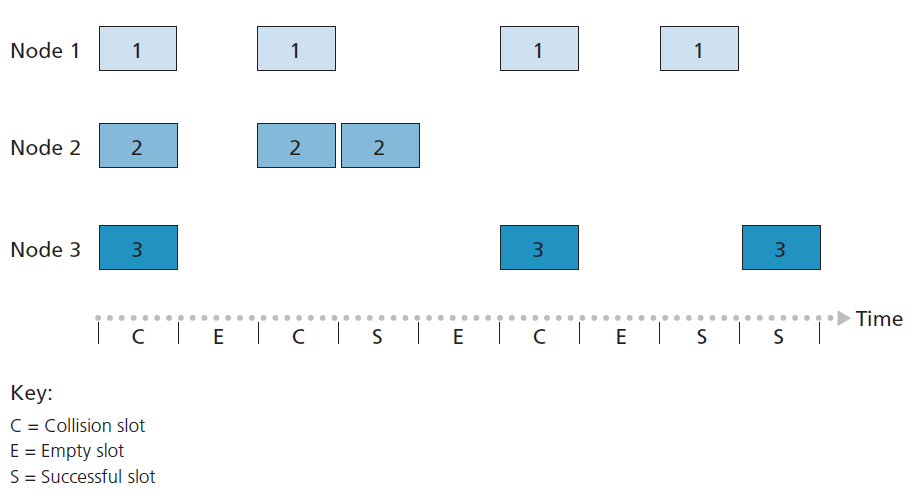 Node 1 1 1 1 1
Node 2 2 2 2
Node 3 3 3 3
Time
C E C S E C E S S
Key:
C = Collision slot
E = Empty slot
S = Successful slot